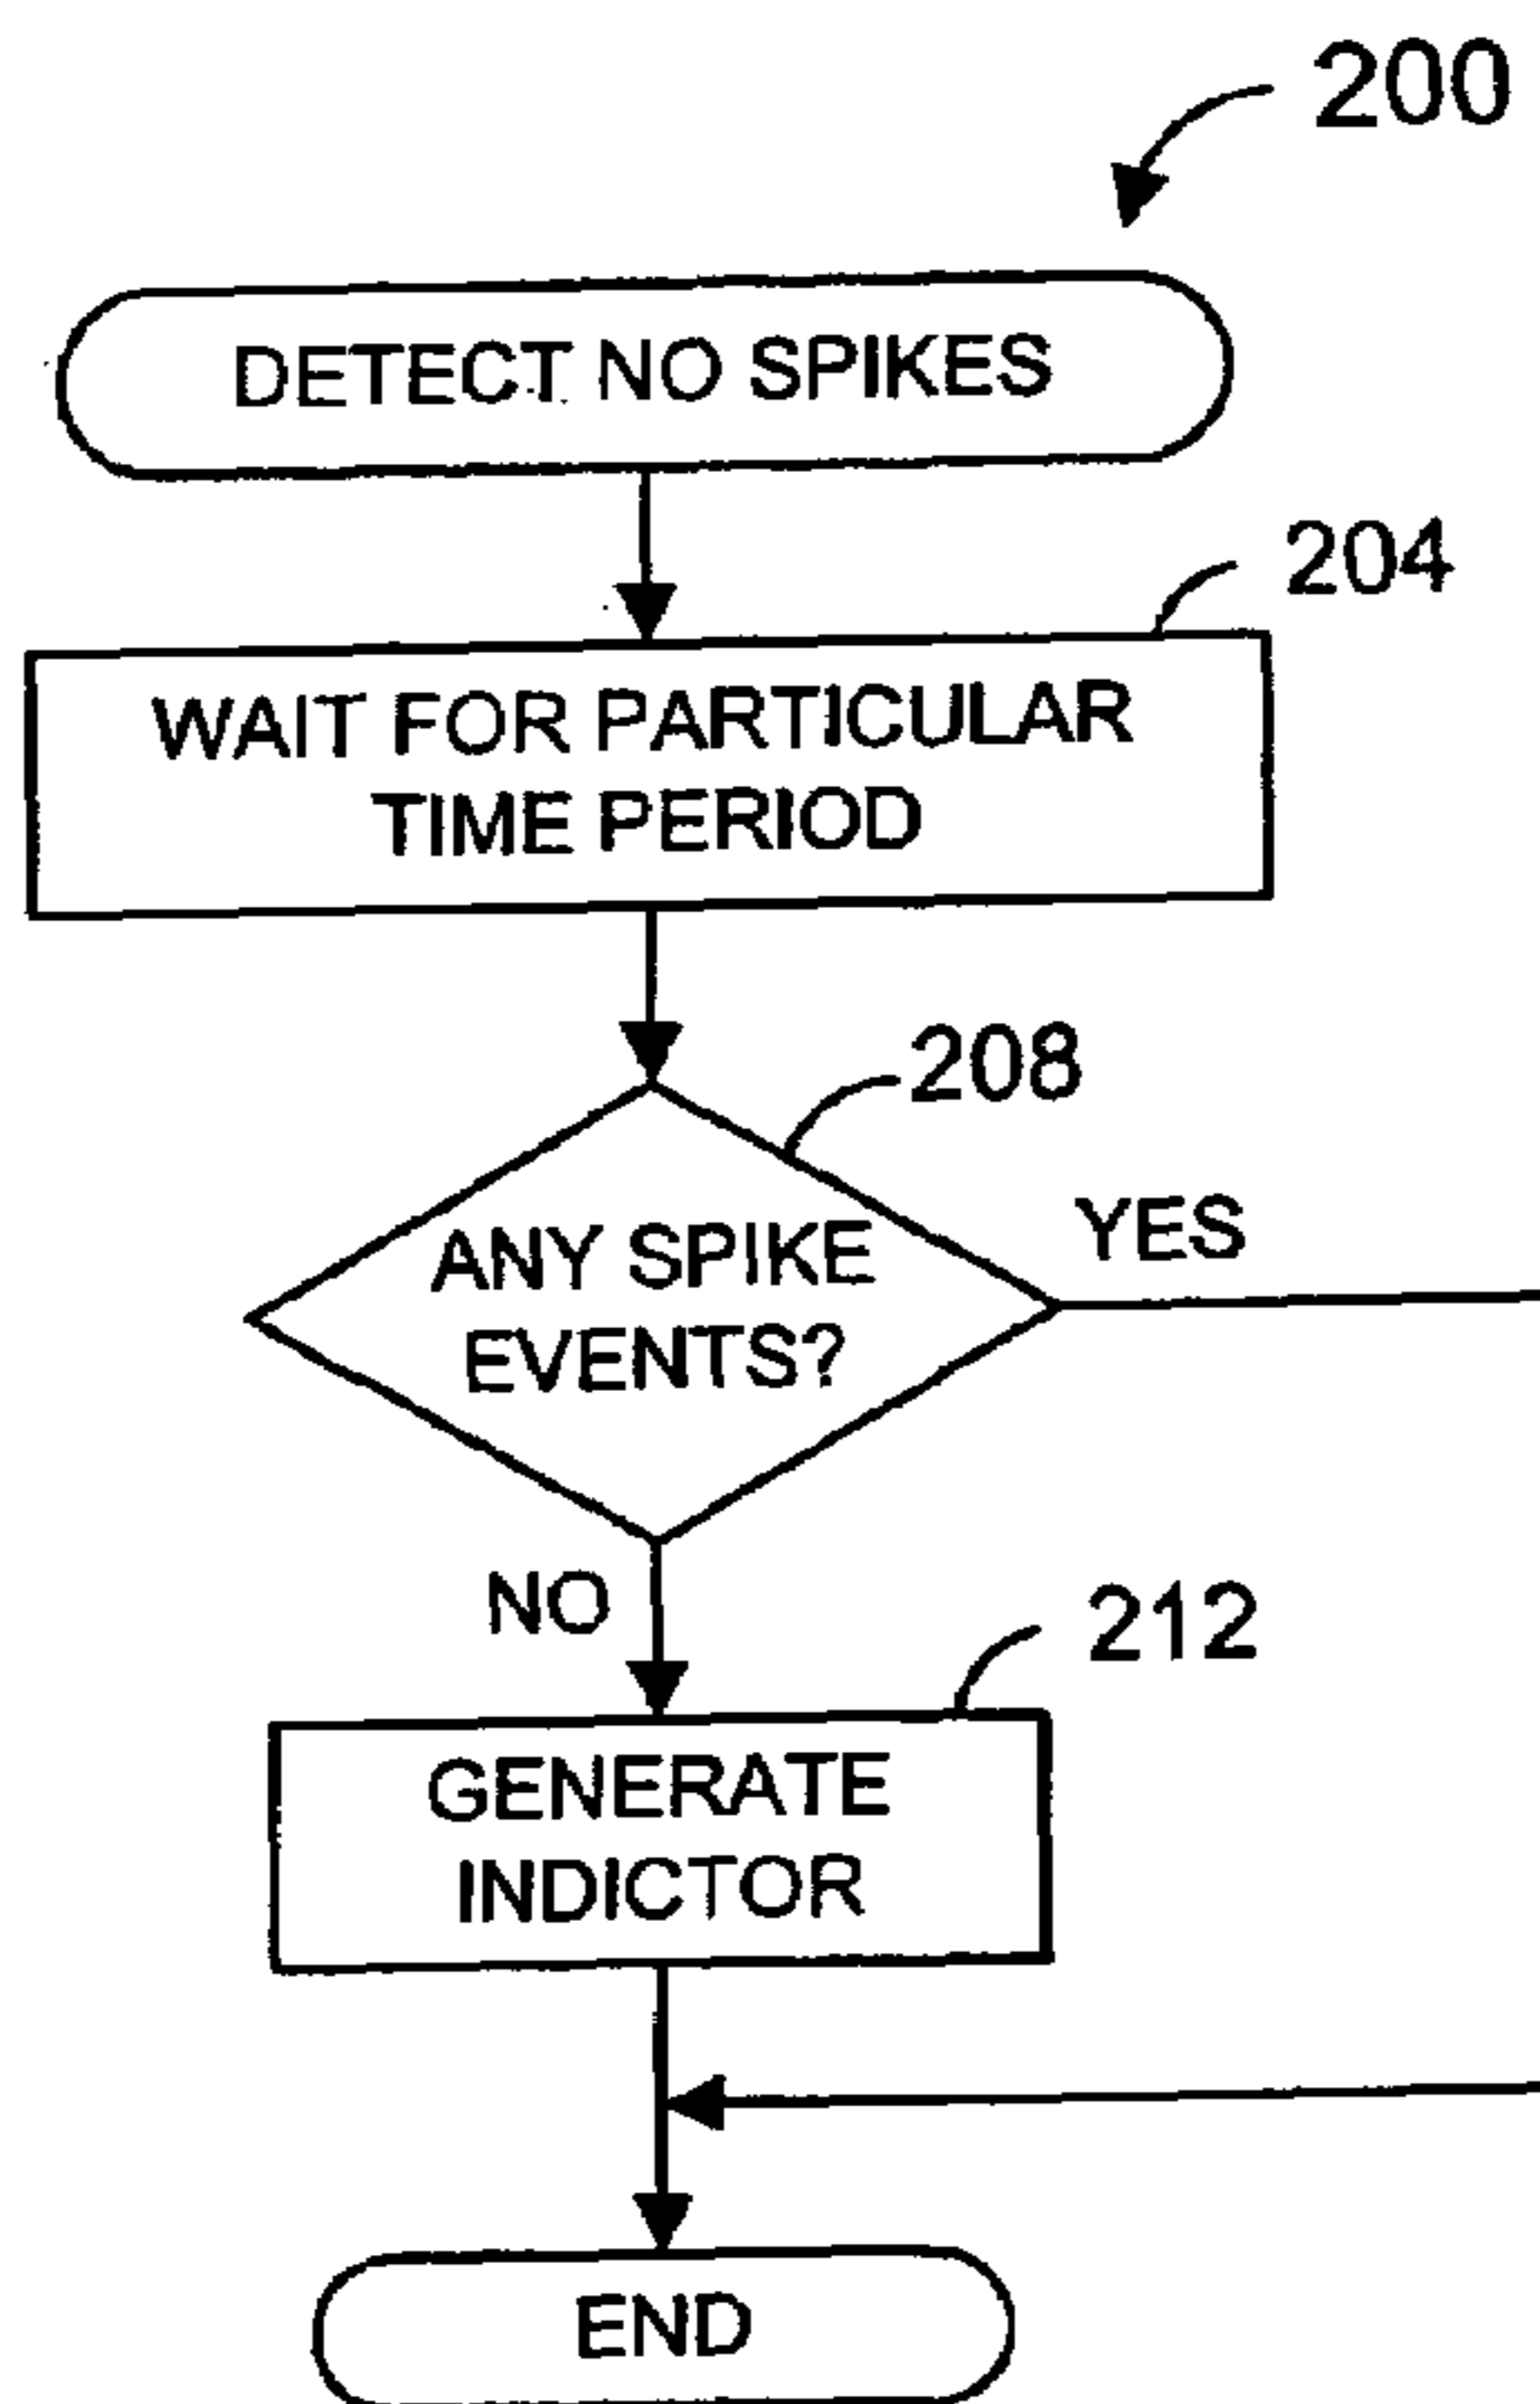 200
DETECT NO SPIKES
204
WAIT FOR PARTICULAR
TIME PERIOD
208
ANY SPIKE
EVENTS?
YES
NO
212
GENERATE
INDICTOR
END